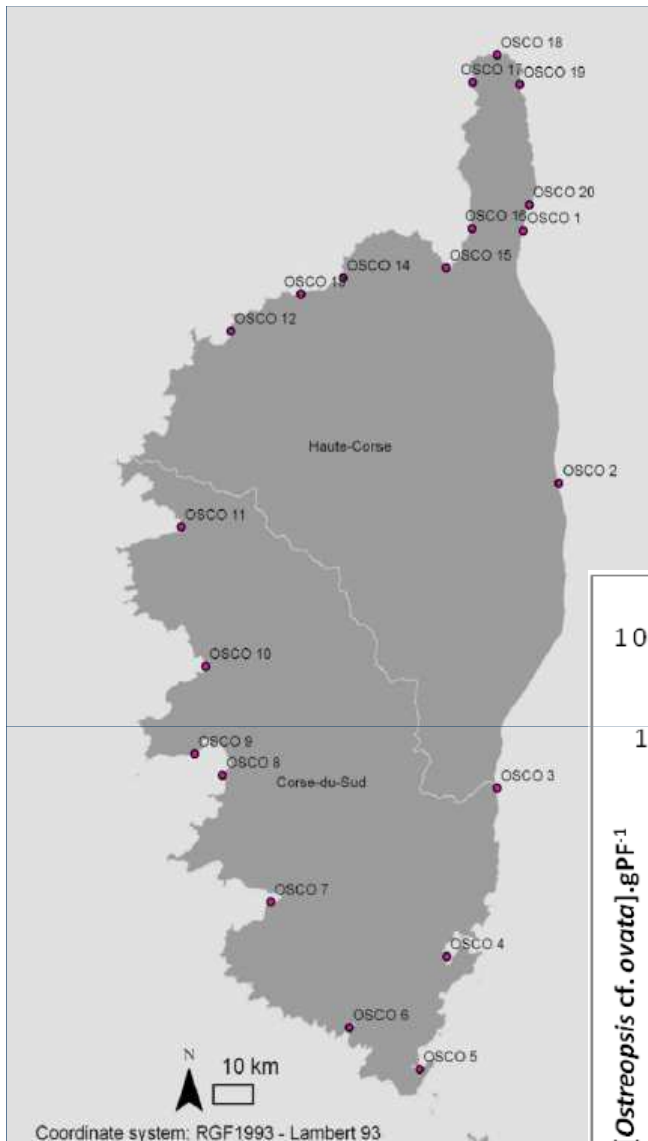 OSCO 18
OSCO 17
OSCO 19
OSCO 20
OSCO 16
OSCO 1
OSCO 15
OSCO 14
OSCO 13
OSCO 12
Haute-Corse
OSCO 2
OSCO 11
10
OSCO 10
1
OSCO 9
OSCO 8
Corse-du-Sud
OSCO 3
OSCO 7
OSCO 4
OSCO 6
OSCO 5
N
10 km
Coordinate system: RGF1993 - Lambert 93
[Ostreopsis cf. ovata].gPF-1